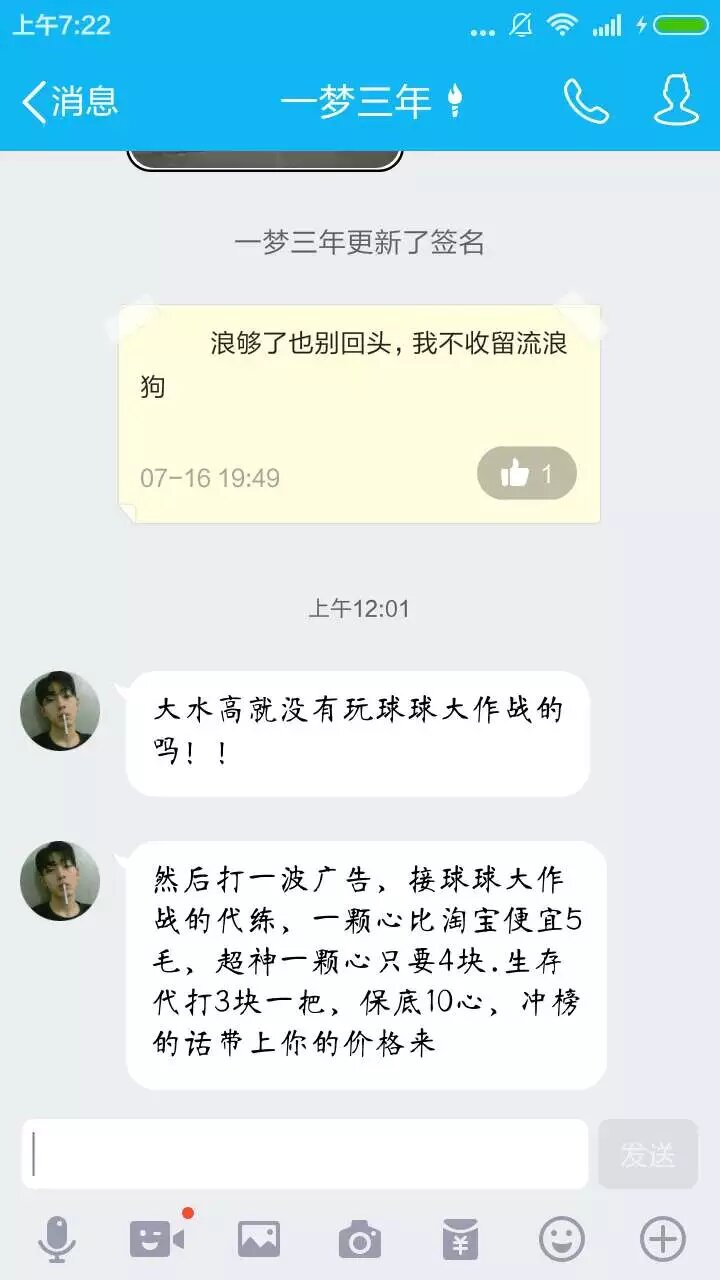 上午7:22
消息
一梦三年
一梦三年更新了签名
浪够了也别回头，我不收留流浪
狗
07-16 19:49
1
上午12:01
大水高就没有玩球球大作战的
吗！！
然后打一波广告，接球球大作
战的代练，一颗心比淘宝便宜5
毛，超神一颗心只要4块.生存
代打3块一把，保底10心，冲榜
的话带上你的价格来
发送